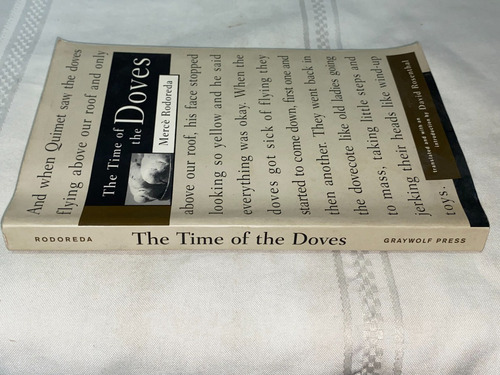 And when Quimet saw the doves
flying above our roof and only
The Time of
the Doves
Mercè Rodoreda
above our roof, his face stopped
looking so yellow and he said
everything was okay. When the
doves got sick of flying they
started to come down, first one and
then another. They went back in
the dovecote like old ladies going
to mass, taking little steps and
jerking their heads like wind-up
toys.
translated and with an
introduction by David Rosenthal
RODOREDA The Time of the Doves GRAYWOLF PRESS